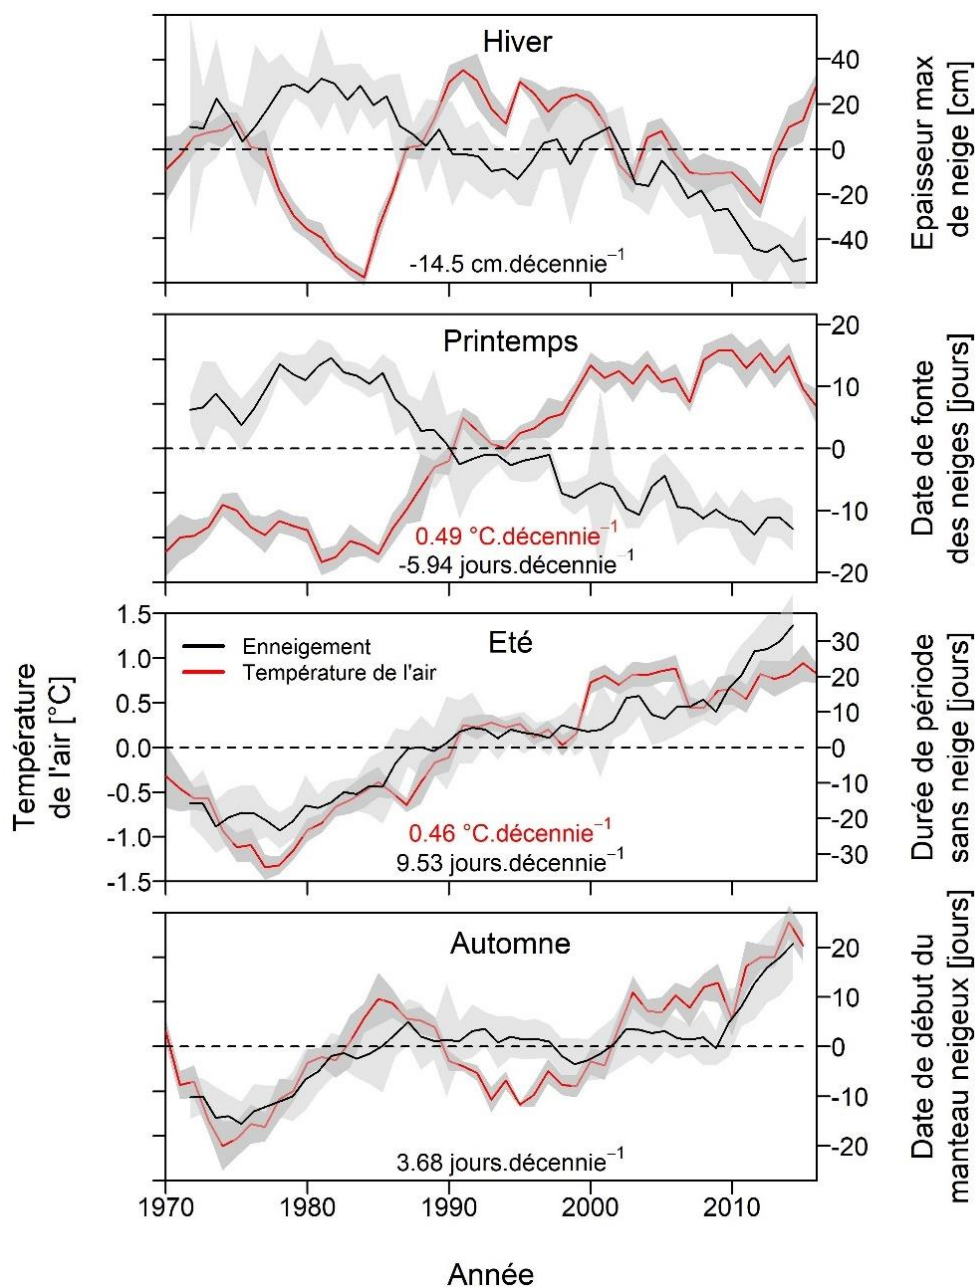 Hiver
40
20
0
-20
-40
Epaisseur max
de neige [cm]
-14.5 cm.décennie⁻¹
Printemps
20
10
0
-10
-20
Date de fonte
des neiges [jours]
0.49 °C.décennie⁻¹
-5.94 jours.décennie⁻¹
Température
de l'air [°C]
1.5
1.0
0.5
0.0
-0.5
-1.0
-1.5
Eté
Enneigement
Température de l'air
0.46 °C.décennie⁻¹
9.53 jours.décennie⁻¹
30
20
10
0
-10
-20
-30
Durée de période
sans neige [jours]
Automne
3.68 jours.décennie⁻¹
20
10
0
-10
-20
Date de début du
manteau neigeux [jours]
1970 1980 1990 2000 2010
Année